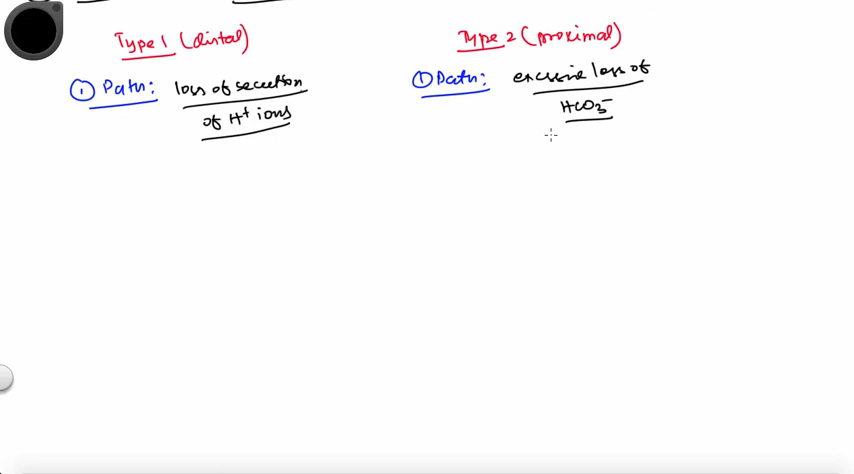 Type 1 (distal)
Type 2 (proximal)
① Path: loss of secretion
of H+ ions
① Path: excessive loss of
HCO3-